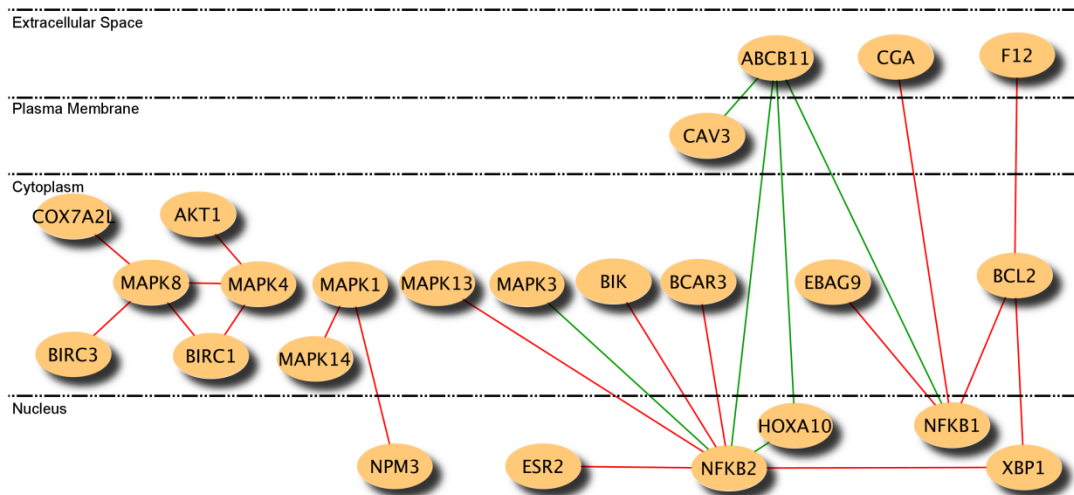 Extracellular Space
ABCB11
CGA
F12
Plasma Membrane
CAV3
Cytoplasm
COX7A2L
AKT1
MAPK8
MAPK4
MAPK1
MAPK13
MAPK3
BIK
BCAR3
EBAG9
BCL2
BIRC3
BIRC1
MAPK14
Nucleus
HOXA10
NFKB1
NPM3
ESR2
NFKB2
XBP1